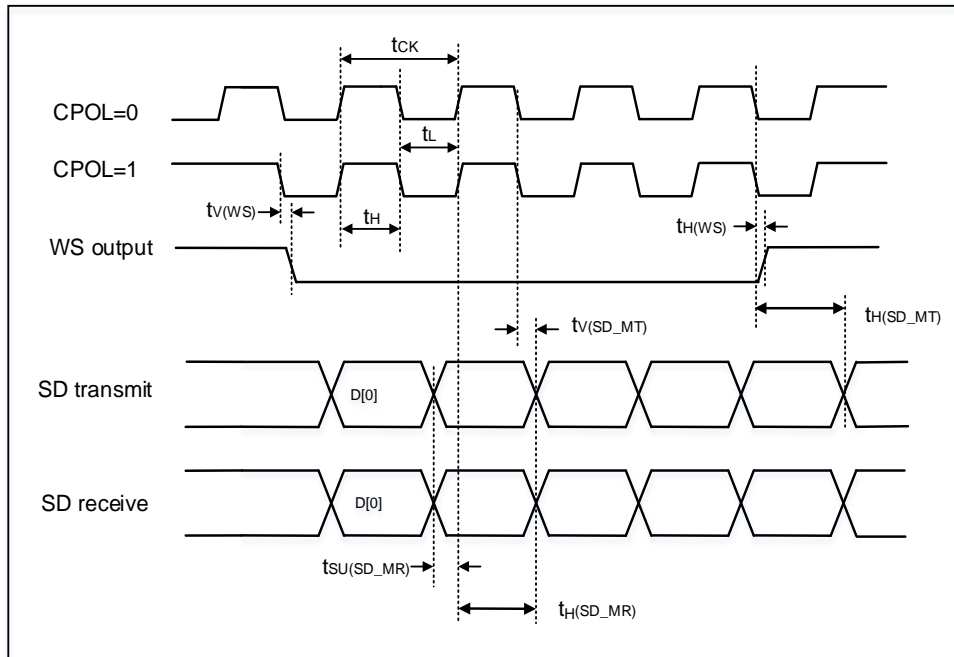 tCK
CPOL=0
tL
CPOL=1
tV(WS)
tH
tH(WS)
WS output
tH(SD_MT)
tV(SD_MT)
SD transmit
D[0]
SD receive
D[0]
tSU(SD_MR)
tH(SD_MR)